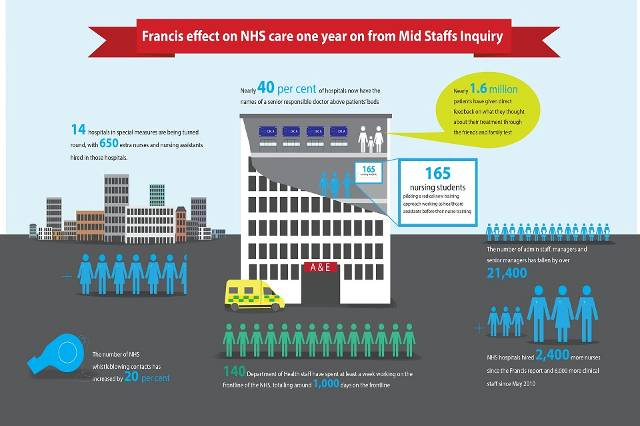 Francis effect on NHS care one year on from Mid Staffs Inquiry
Nearly 40 per cent of hospitals now have the
names of a senior responsible doctor above patients' beds
Nearly 1.6 million
patients have given direct
feedback on what they thought
about their treatment through
the friends and family test
14 hospitals in special measures are being turned
round, with 650 extra nurses and nursing assistants
hired in those hospitals.
165
165
nursing students
piloting a radical new training
approach working as healthcare
assistants before their nurse training
A & E
The number of admin staff, managers and
senior managers has fallen by over
21,400
The number of NHS
whistleblowing contacts has
increased by 20 per cent
140 Department of Health staff have spent at least a week working on the
frontline of the NHS, totalling around 1,000 days on the frontline
NHS hospitals hired 2,400 more nurses
since the Francis report and 6,000 more clinical
staff since May 2010